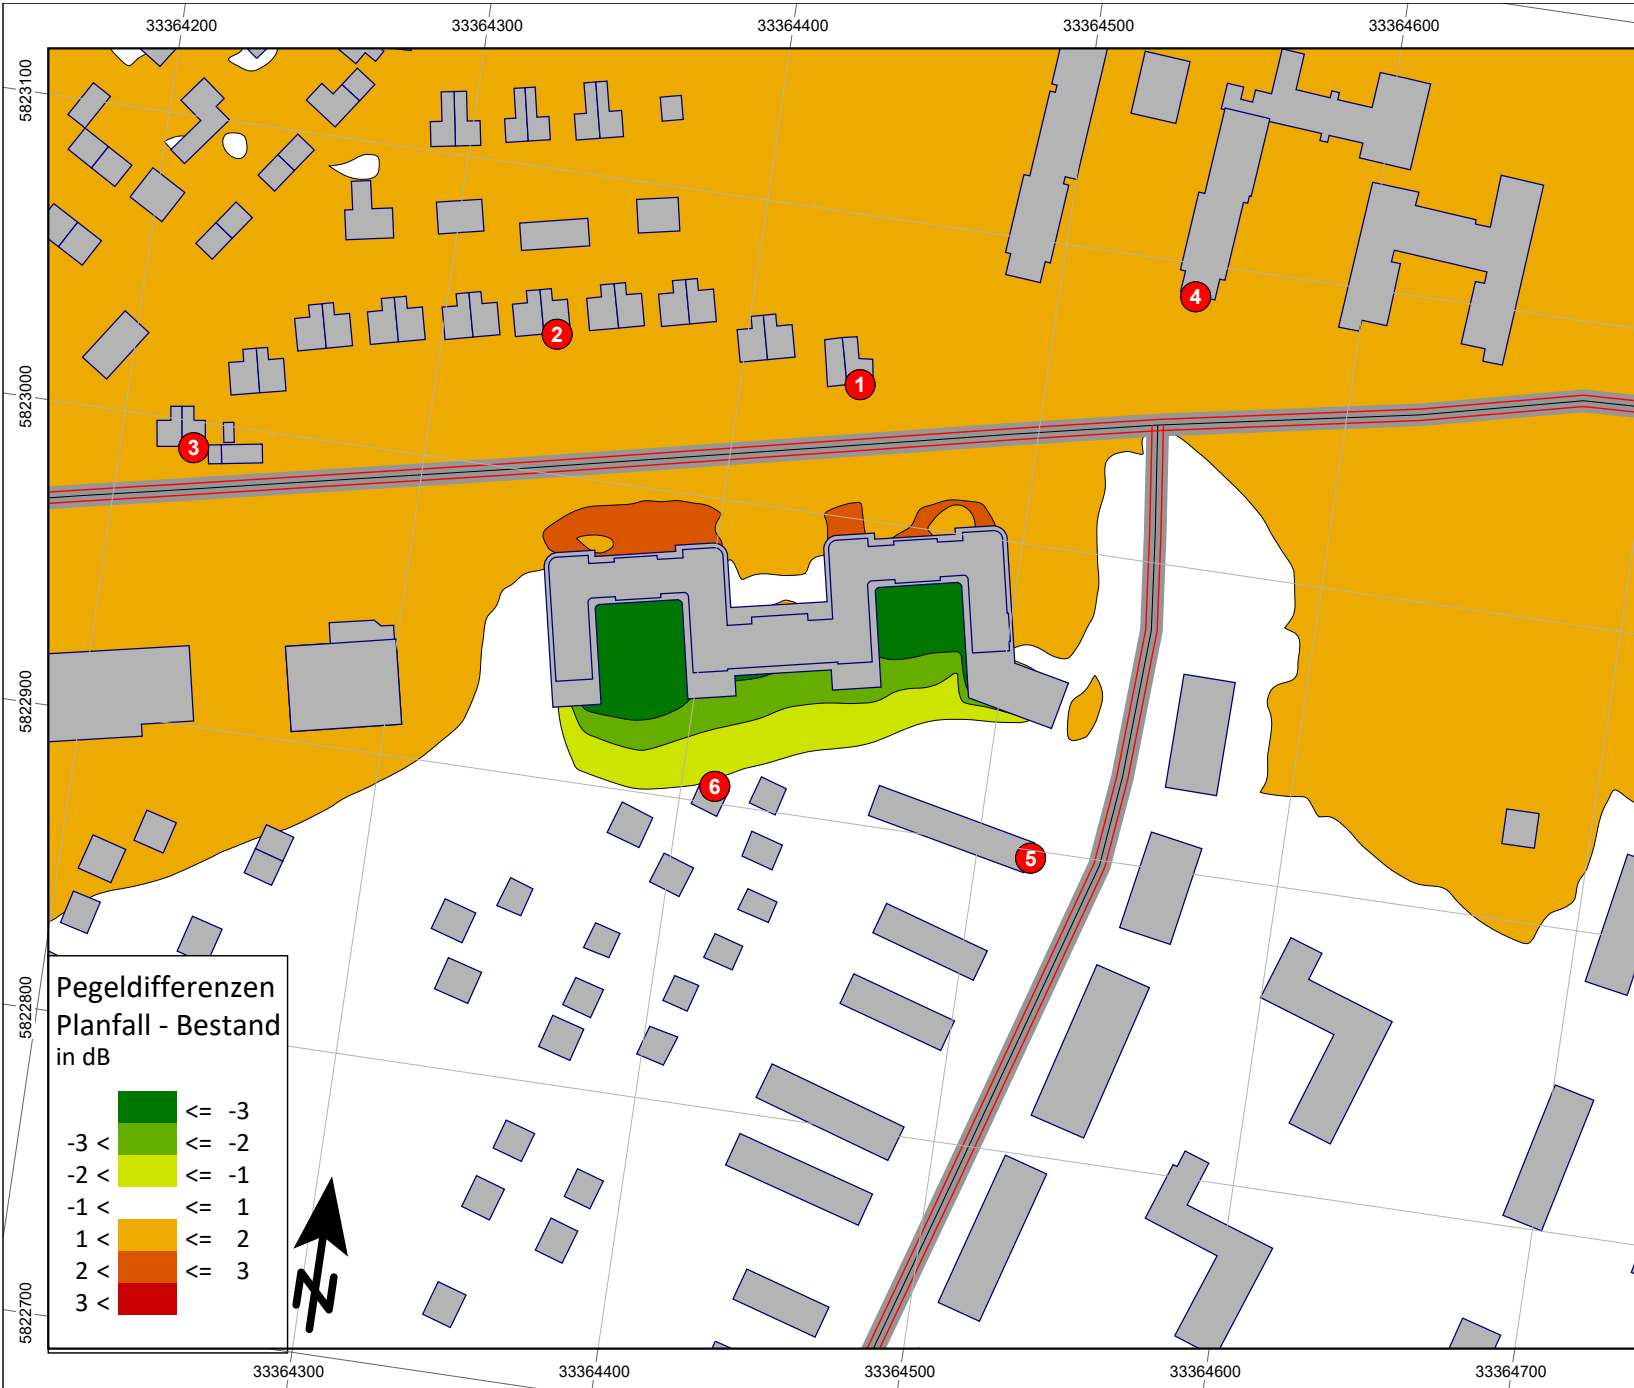 33364200 33364300 33364400 33364500 33364600
5823100
4
2
1
5823000
3
5822900
6
5
5822800
Pegeldifferenzen
Planfall - Bestand
in dB
<= -3
-3 < <= -2
-2 < <= -1
-1 < <= 1
1 < <= 2
2 < <= 3
3 <
N
5822700
33364300 33364400 33364500 33364600 33364700